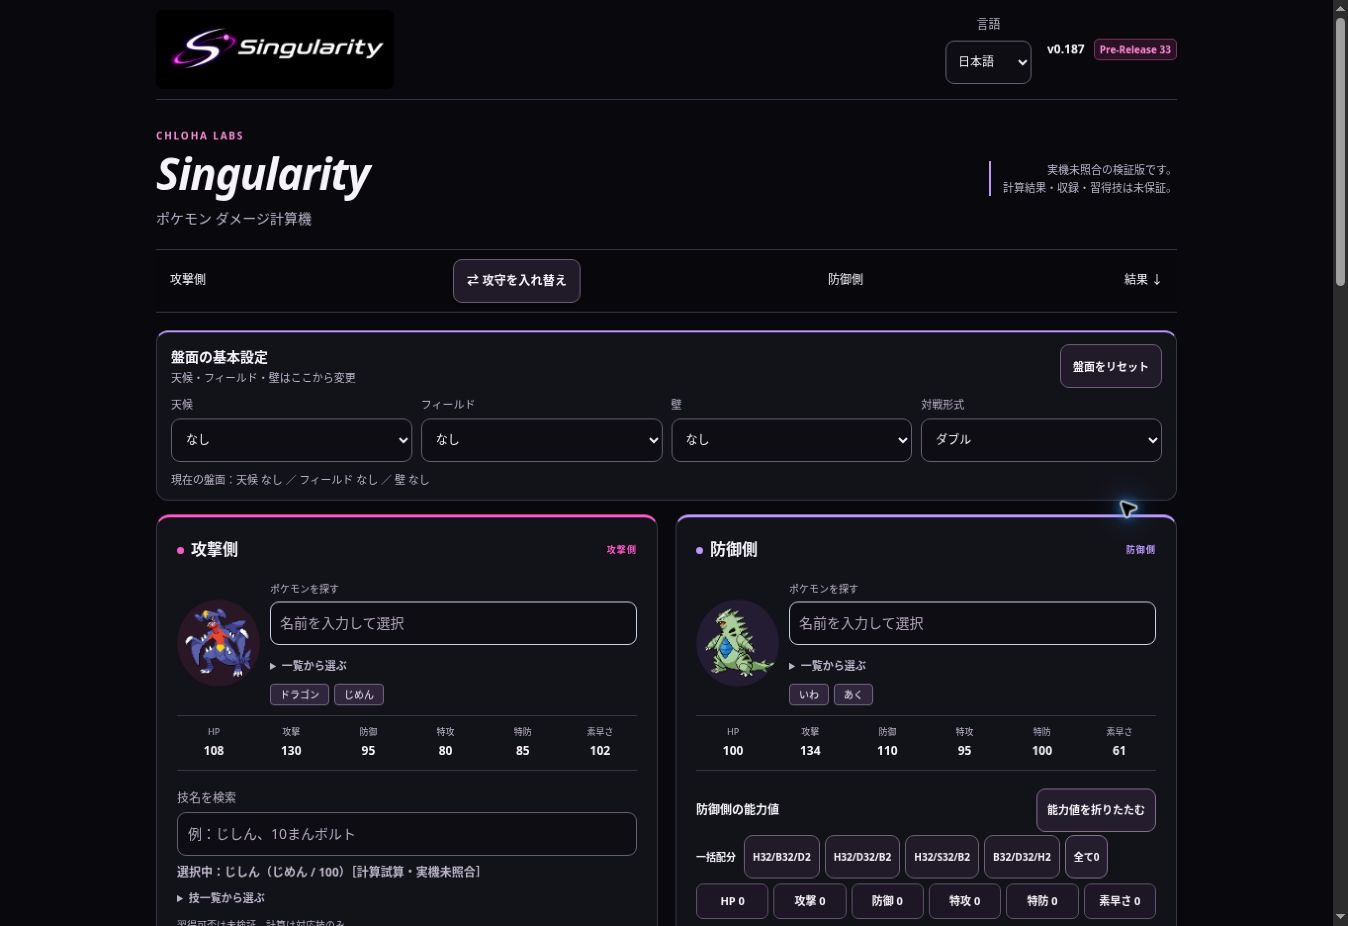 Singularity
言語
日本語
v0.187
Pre-Release 33
CHLOHA LABS
Singularity
ポケモン ダメージ計算機
実機未照合の検証版です。
計算結果・収録・習得技は未保証。
攻撃側
⇄ 攻守を入れ替え
防御側
結果 ↓
盤面の基本設定
天候・フィールド・壁はここから変更
盤面をリセット
天候
フィールド
壁
対戦形式
なし
なし
なし
ダブル
現在の盤面：天候 なし ／ フィールド なし ／ 壁 なし
攻撃側
攻撃側
ポケモンを探す
名前を入力して選択
▶ 一覧から選ぶ
ドラゴン じめん
HP 攻撃 防御 特攻 特防 素早さ
108 130 95 80 85 102
技名を検索
例：じしん、10まんボルト
選択中：じしん（じめん / 100）［計算試算・実機未照合］
▶ 技一覧から選ぶ
習得可否は未検証。計算は対応技のみ。
防御側
防御側
ポケモンを探す
名前を入力して選択
▶ 一覧から選ぶ
いわ あく
HP 攻撃 防御 特攻 特防 素早さ
100 134 110 95 100 61
防御側の能力値
能力値を折りたたむ
一括配分 H32/B32/D2 H32/D32/B2 H32/S32/B2 B32/D32/H2 全て0
HP 0 攻撃 0 防御 0 特攻 0 特防 0 素早さ 0